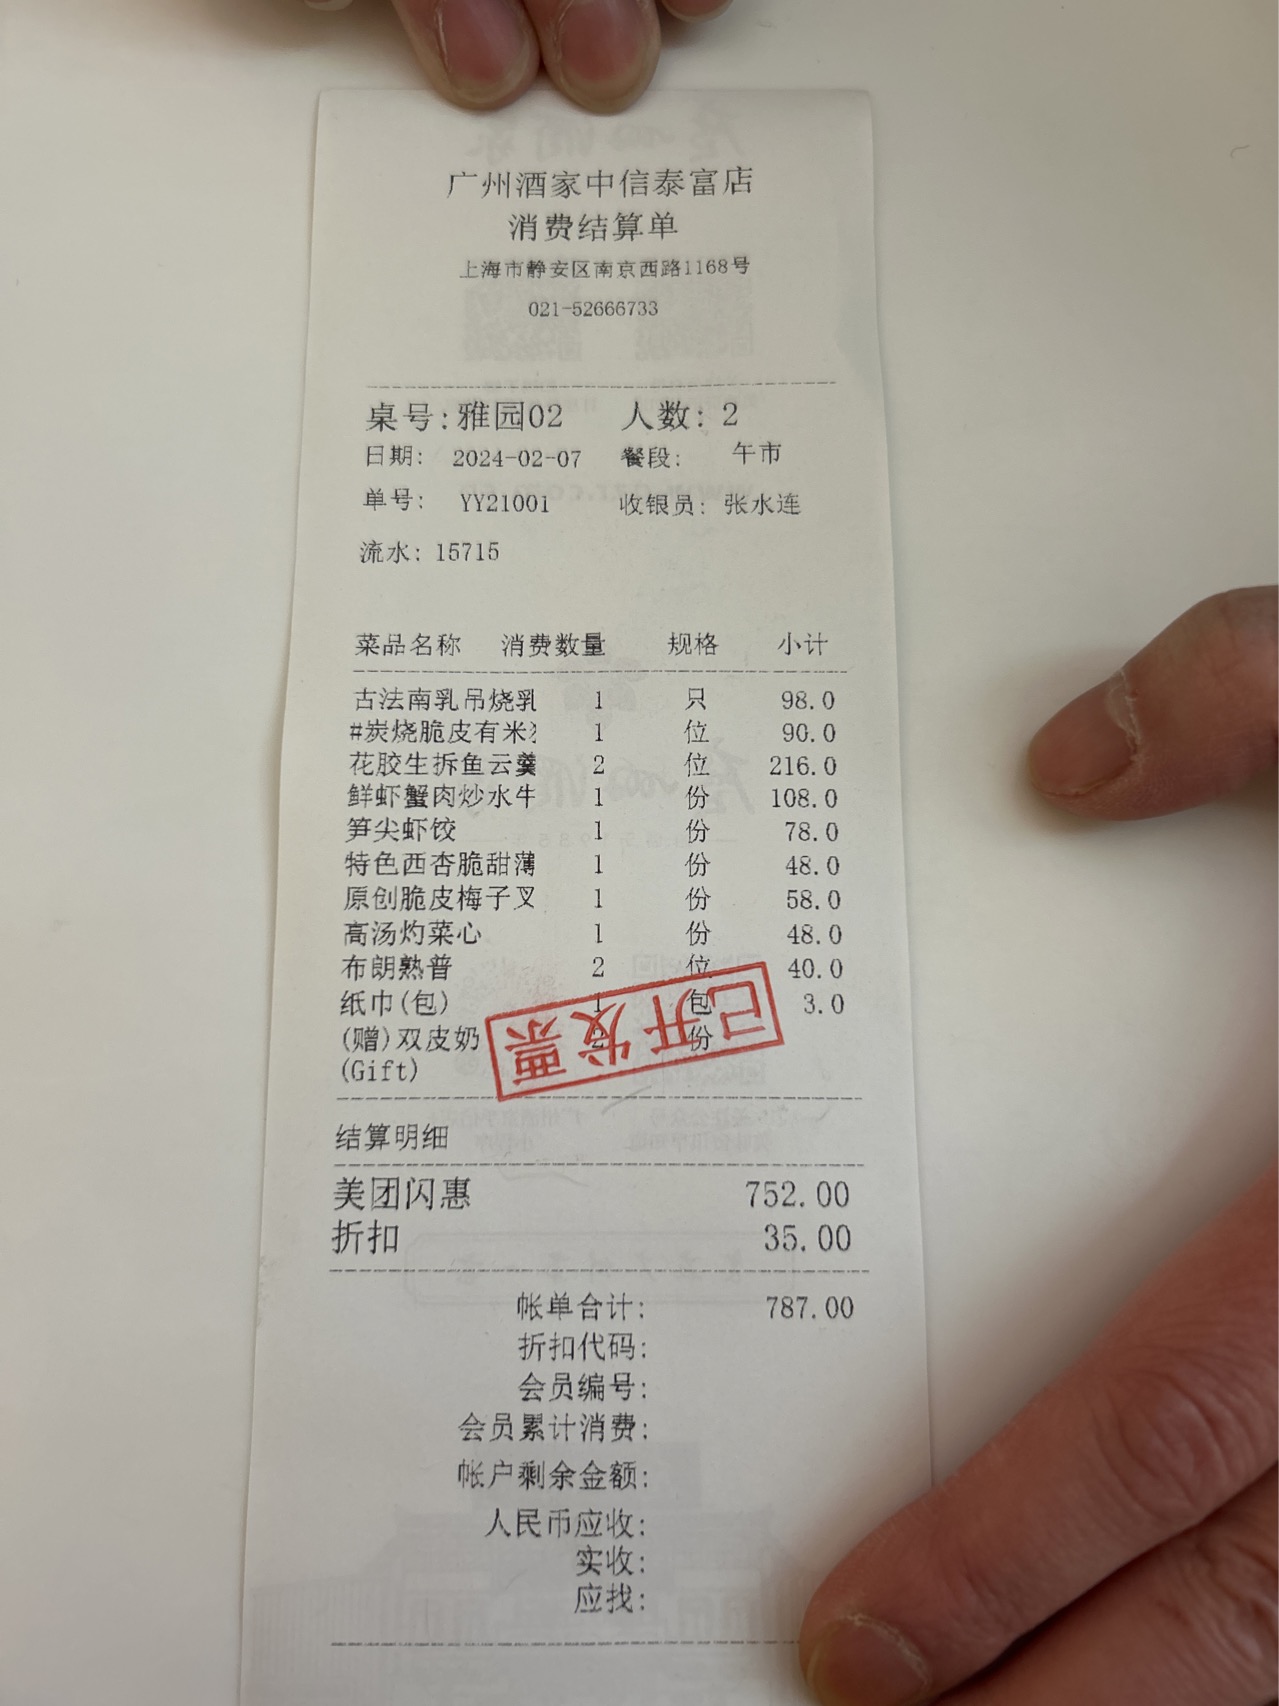 广州酒家中信泰富店
消费结算单
上海市静安区南京西路1168号
021-52666733
桌号:雅园02 人数: 2
日期: 2024-02-07 餐段: 午市
单号: YY21001 收银员: 张水连
流水: 15715
菜品名称 消费数量 规格 小计
古法南乳吊烧乳 1 只 98.0
#炭烧脆皮有米 1 位 90.0
花胶生拆鱼云羹 2 位 216.0
鲜虾蟹肉炒水牛 1 份 108.0
笋尖虾饺 1 份 78.0
特色西杏脆甜薄 1 份 48.0
原创脆皮梅子叉 1 份 58.0
高汤灼菜心 1 份 48.0
布朗熟普 2 位 40.0
纸巾(包) 1 包 3.0
(赠)双皮奶 2 份
(Gift)
已开发票
结算明细
美团闪惠 752.00
折扣 35.00
帐单合计: 787.00
折扣代码:
会员编号:
会员累计消费:
帐户剩余金额:
人民币应收:
实收:
应找: